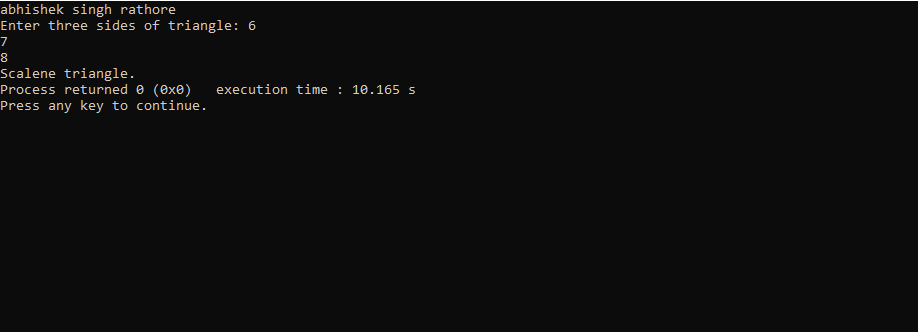 abhishek singh rathore
Enter three sides of triangle: 6
7
8
Scalene triangle.
Process returned 0 (0x0)   execution time : 10.165 s
Press any key to continue.